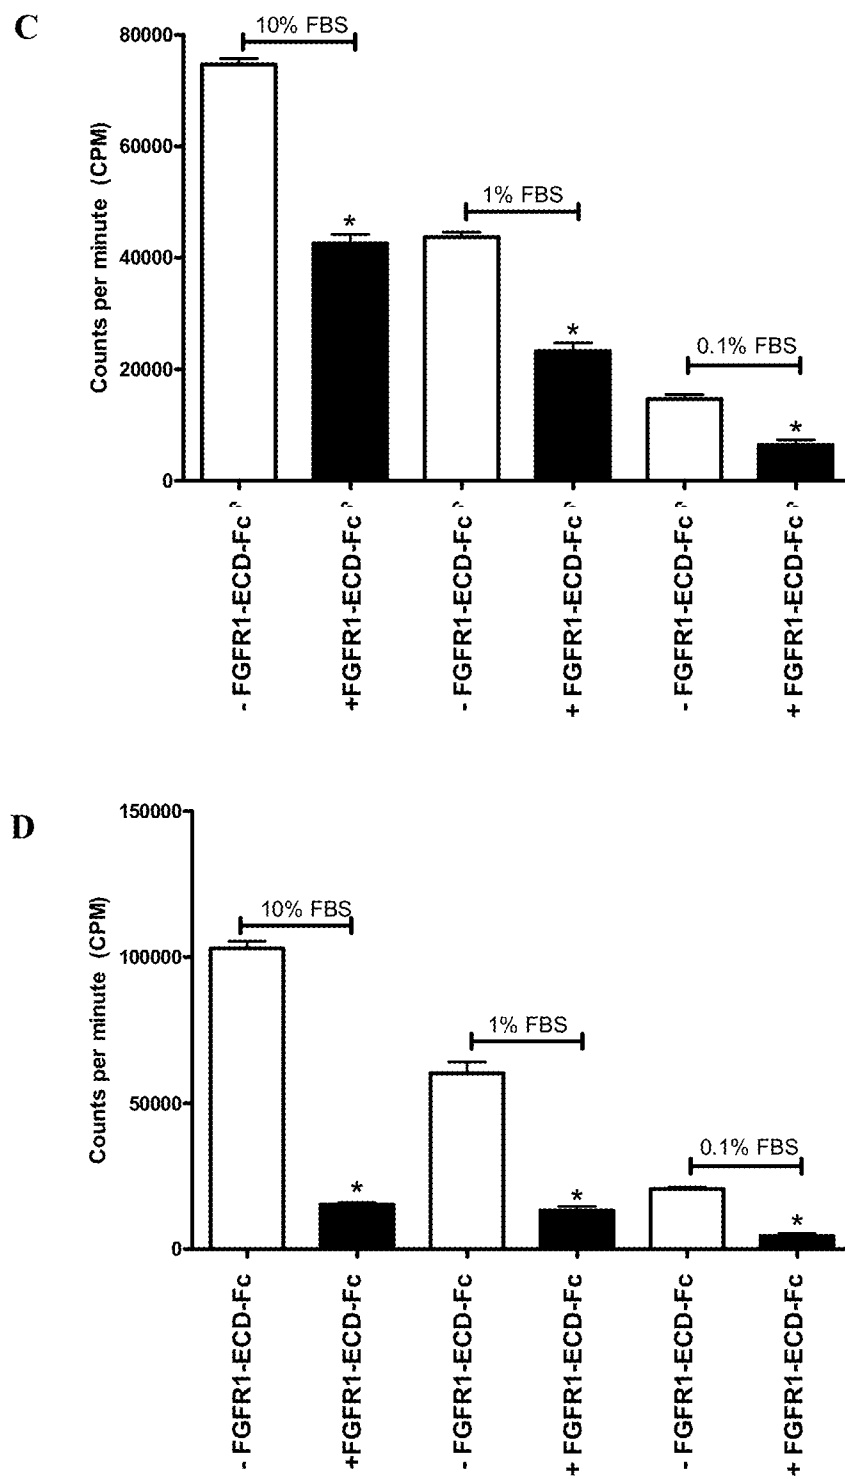 C
10% FBS
1% FBS
0.1% FBS
*
*
*
Counts per minute (CPM)
80000
60000
40000
20000
0
- FGFR1-ECD-Fc
+FGFR1-ECD-Fc
- FGFR1-ECD-Fc
+ FGFR1-ECD-Fc
- FGFR1-ECD-Fc
+ FGFR1-ECD-Fc
D
10% FBS
1% FBS
0.1% FBS
*
*
*
Counts per minute (CPM)
150000
100000
50000
0
- FGFR1-ECD-Fc
+FGFR1-ECD-Fc
- FGFR1-ECD-Fc
+ FGFR1-ECD-Fc
- FGFR1-ECD-Fc
+ FGFR1-ECD-Fc